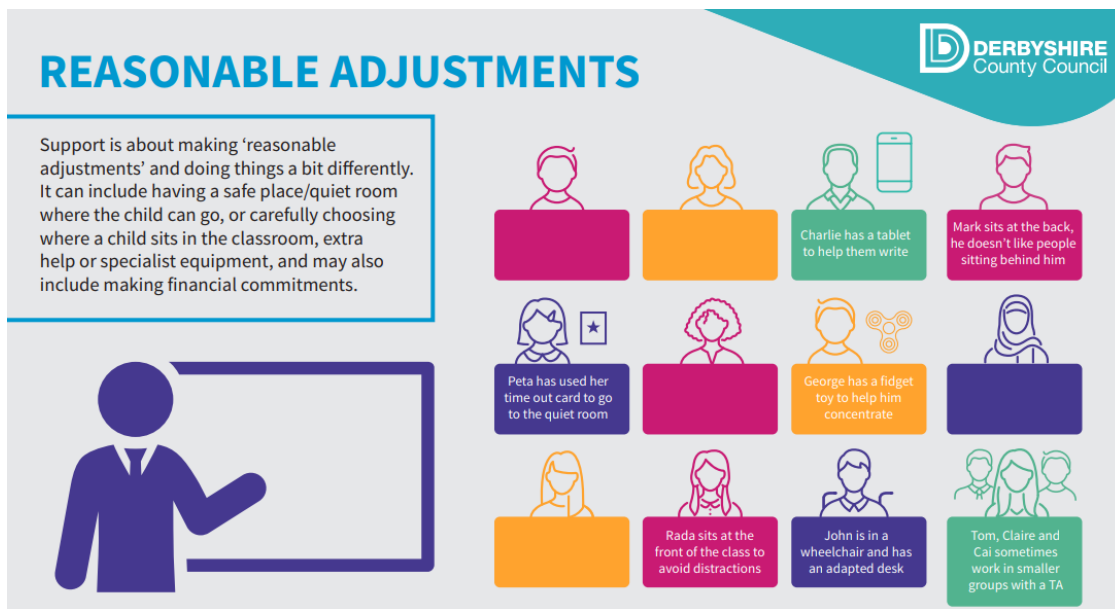 REASONABLE ADJUSTMENTS
DERBYSHIRE
County Council
Support is about making ‘reasonable
adjustments’ and doing things a bit differently.
It can include having a safe place/quiet room
where the child can go, or carefully choosing
where a child sits in the classroom, extra
help or specialist equipment, and may also
include making financial commitments.
Charlie has a tablet
to help them write
Mark sits at the back,
he doesn’t like people
sitting behind him
Peta has used her
time out card to go
to the quiet room
George has a fidget
toy to help him
concentrate
Rada sits at the
front of the class to
avoid distractions
John is in a
wheelchair and has
an adapted desk
Tom, Claire and
Cai sometimes
work in smaller
groups with a TA